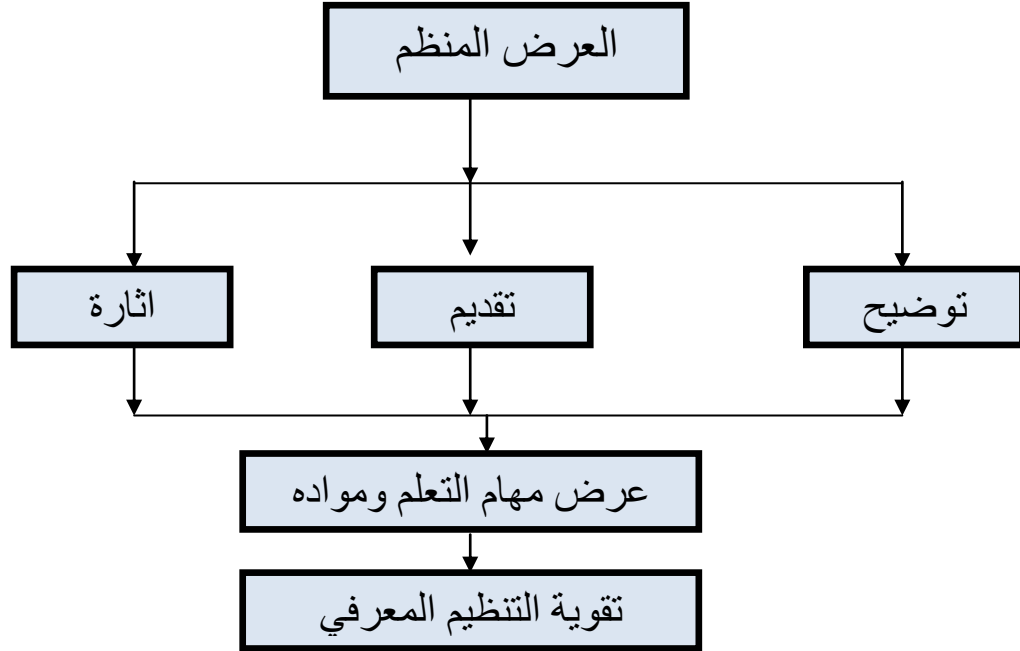 العرض المنظم
توضيح
تقديم
اثارة
عرض مهام التعلم ومواده
تقوية التنظيم المعرفي